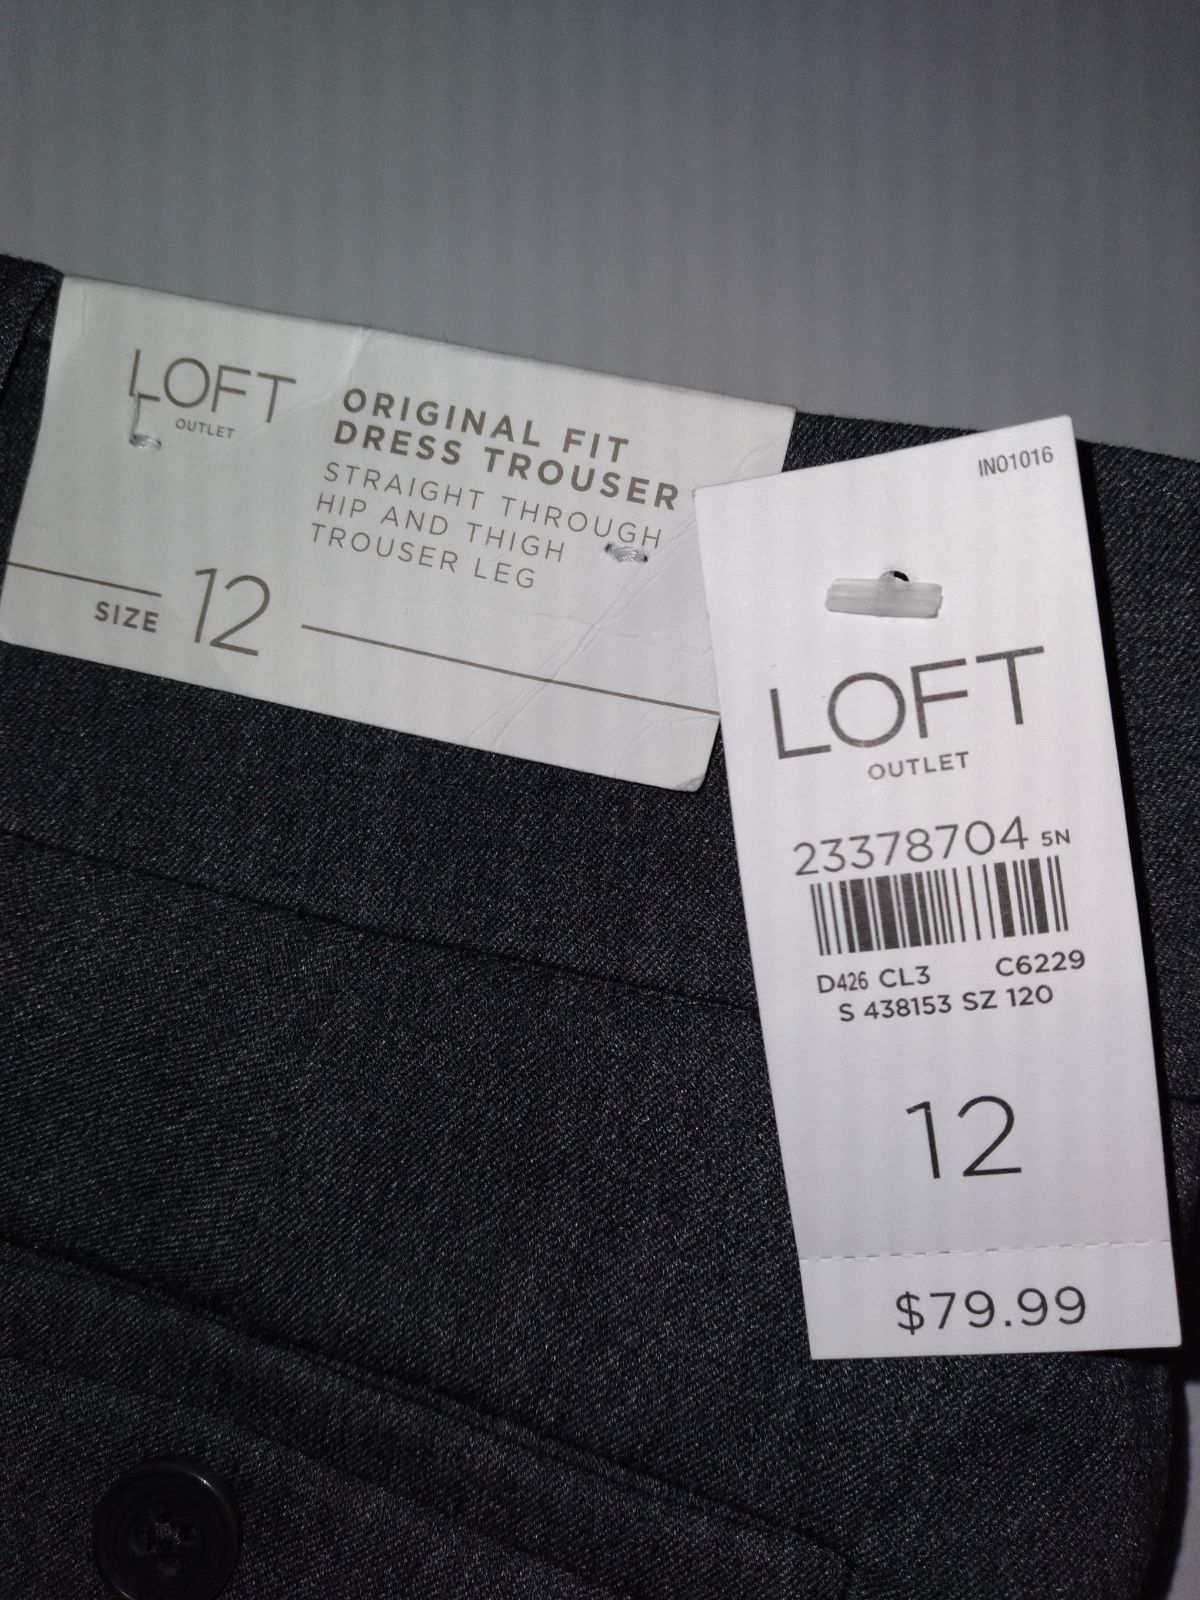 LOFT
OUTLET
ORIGINAL FIT
DRESS TROUSER
STRAIGHT THROUGH
HIP AND THIGH
TROUSER LEG
SIZE 12
IN01016
LOFT
OUTLET
23378704 5N
D426 CL3 C6229
S 438153 SZ 120
12
$79.99